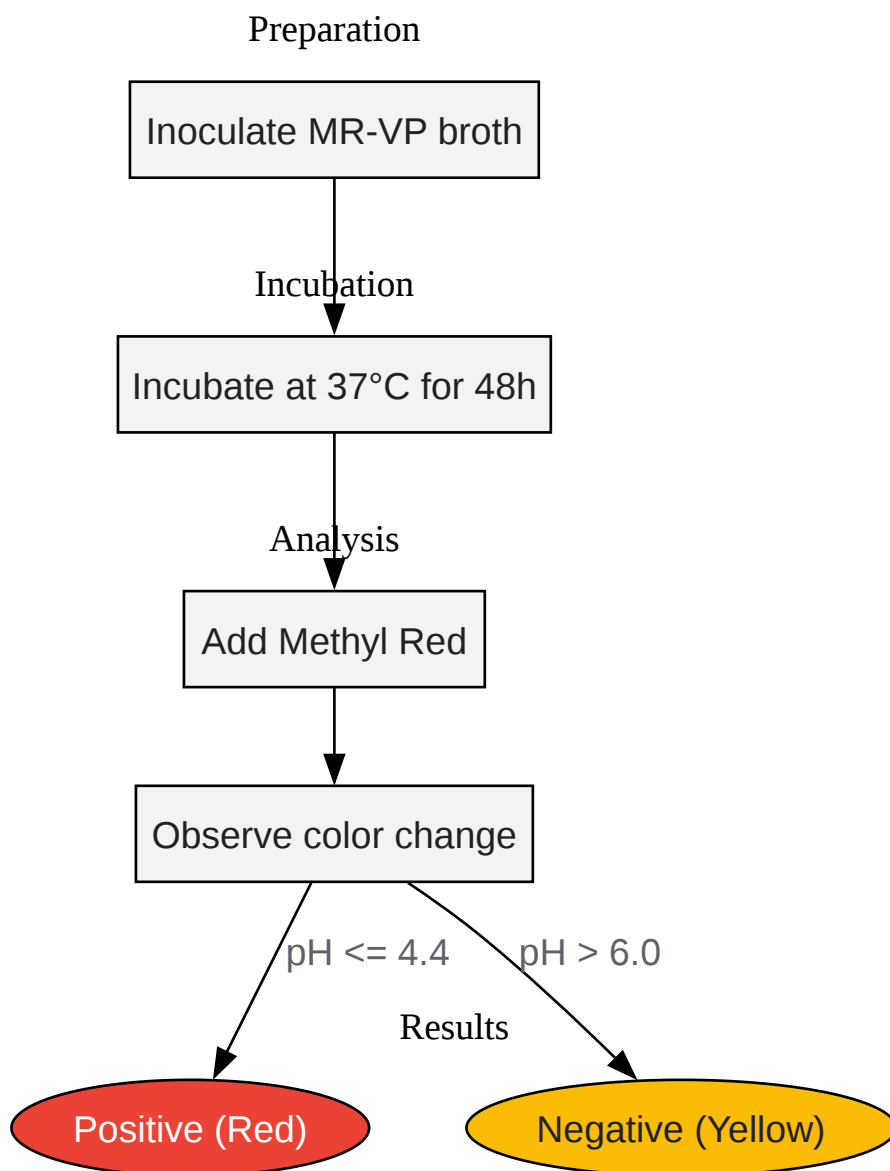 Preparation
Inoculate MR-VP broth
Incubation
Incubate at 37°C for 48h
Analysis
Add Methyl Red
Observe color change
pH <= 4.4
pH > 6.0
Results
Positive (Red)
Negative (Yellow)